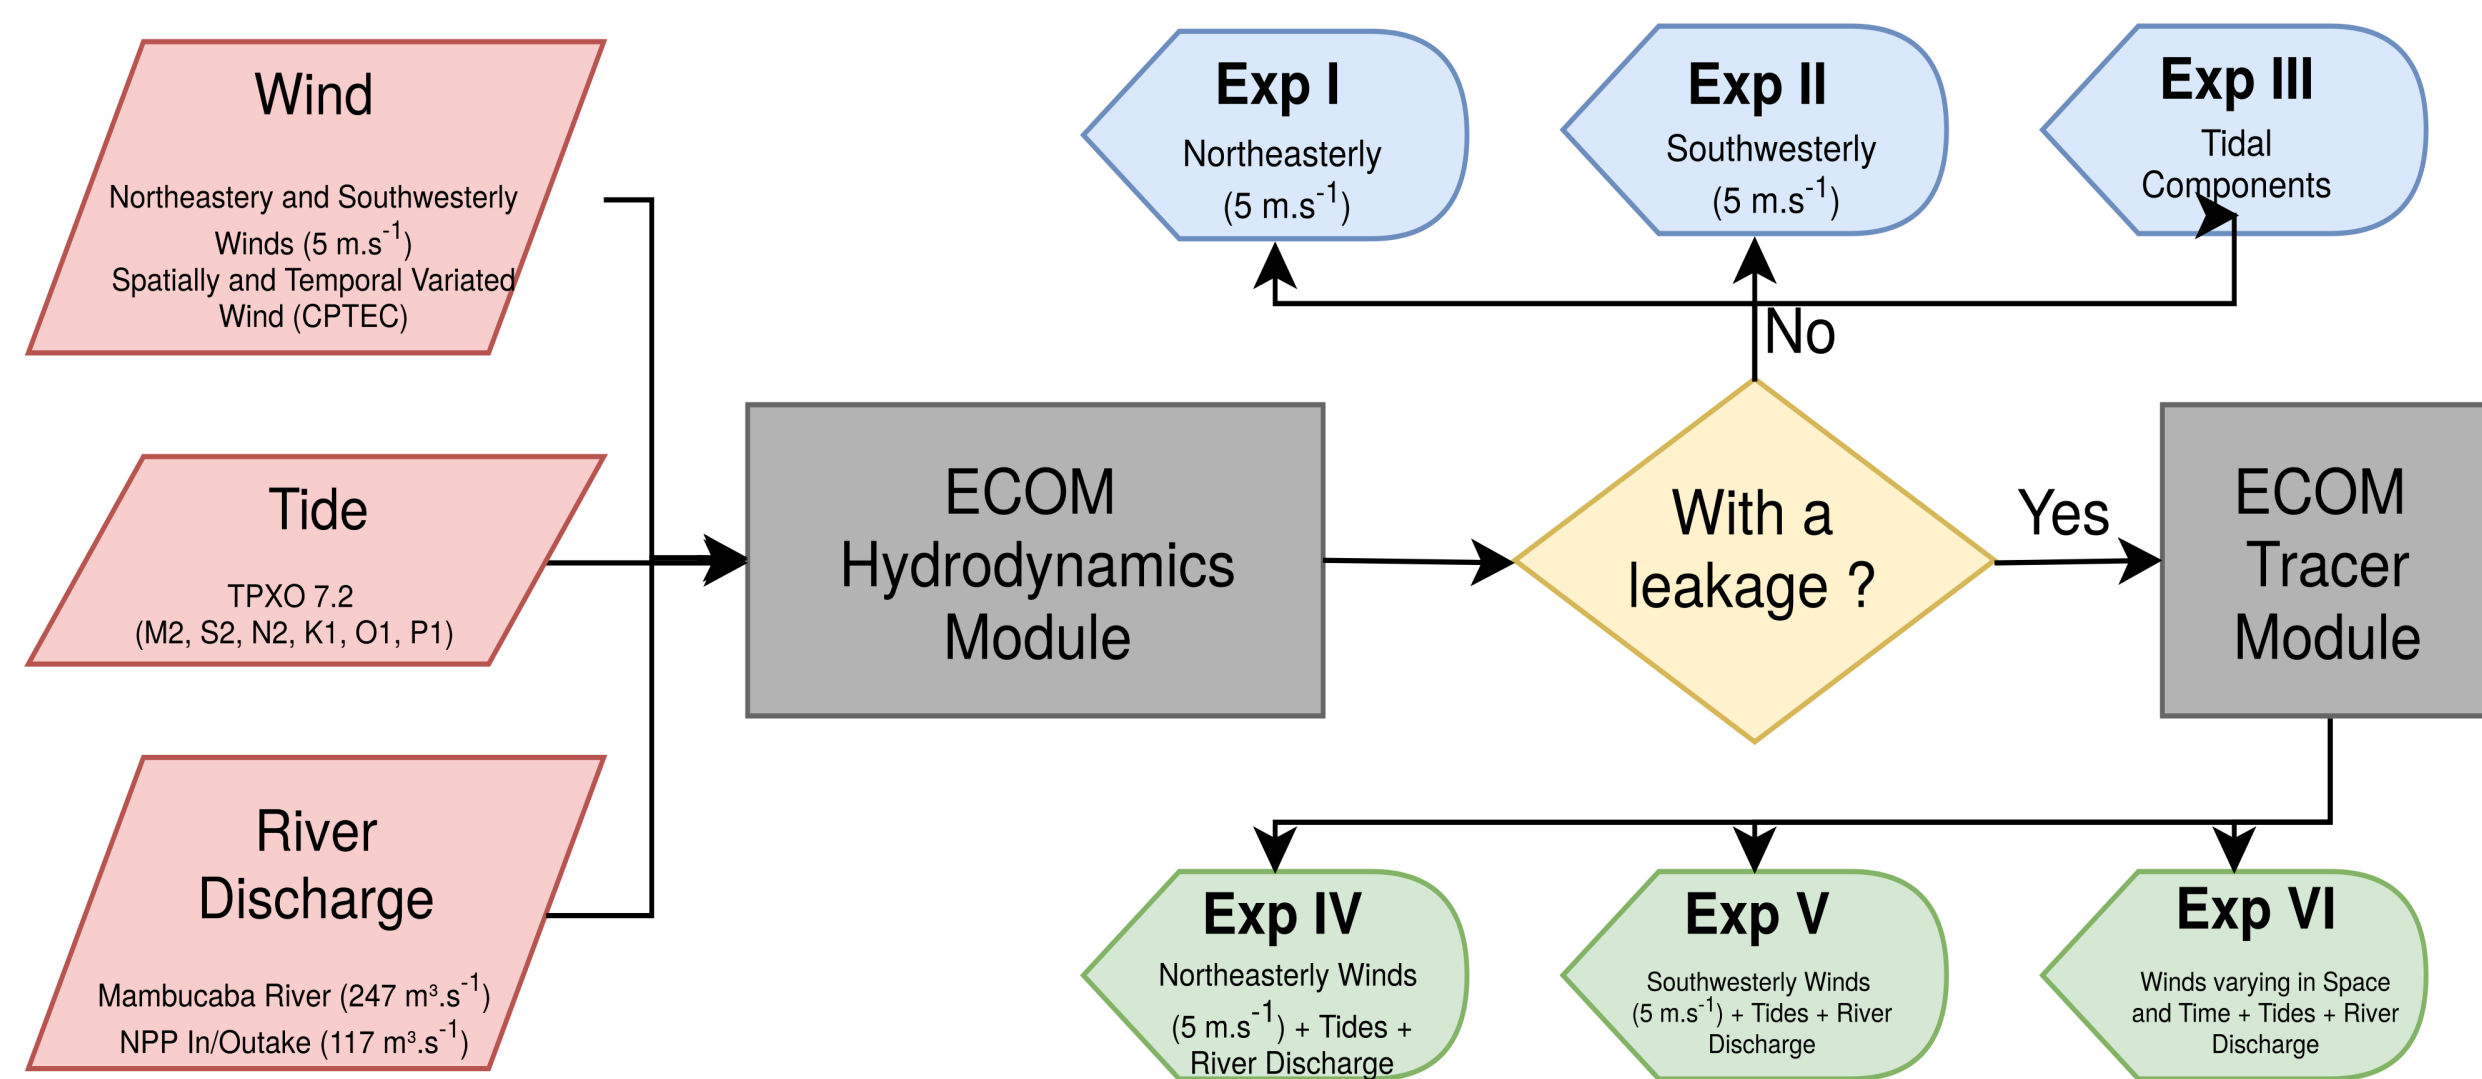 Wind
Northeastery and Southwesterly
Winds (5 m.s⁻¹)
Spatially and Temporal Variated
Wind (CPTEC)
Tide
TPXO 7.2
(M2, S2, N2, K1, O1, P1)
River
Discharge
Mambucaba River (247 m³.s⁻¹)
NPP In/Outake (117 m³.s⁻¹)
ECOM
Hydrodynamics
Module
With a
leakage ?
No
Yes
ECOM
Tracer
Module
Exp I
Northeasterly
(5 m.s⁻¹)
Exp II
Southwesterly
(5 m.s⁻¹)
Exp III
Tidal
Components
Exp IV
Northeasterly Winds
(5 m.s⁻¹) + Tides +
River Discharge
Exp V
Southwesterly Winds
(5 m.s⁻¹) + Tides + River
Discharge
Exp VI
Winds varying in Space
and Time + Tides + River
Discharge